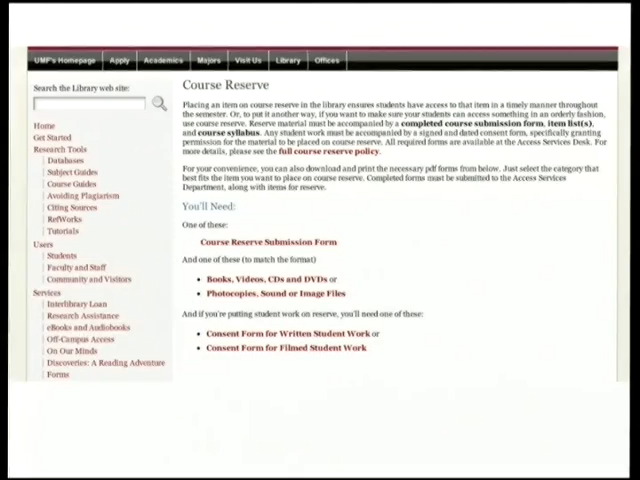 UMF's Homepage Apply Academics Majors Visit Us Library Offices
Search the Library web site:
Home
Get Started
Research Tools
Databases
Subject Guides
Course Guides
Avoiding Plagiarism
Citing Sources
RefWorks
Tutorials
Users
Students
Faculty and Staff
Community and Visitors
Services
Interlibrary Loan
Research Assistance
eBooks and Audiobooks
Off-Campus Access
On Our Minds
Discoveries: A Reading Adventure
Forms
Course Reserve
Placing an item on course reserve in the library ensures students have access to that item in a timely manner throughout
the semester. Or, to put it another way, if you want to make sure your students can access something in an orderly fashion,
use course reserve. Reserve material must be accompanied by a completed course submission form, item list(s),
and course syllabus. Any student work must be accompanied by a signed and dated consent form, specifically granting
permission for the material to be placed on course reserve. All required forms are available at the Access Services Desk. For
more details, please see the full course reserve policy.
For your convenience, you can also download and print the necessary pdf forms from below. Just select the category that
best fits the item you want to place on course reserve. Completed forms must be submitted to the Access Services
Department, along with items for reserve.
You'll Need:
One of these:
Course Reserve Submission Form
And one of these (to match the format)
• Books, Videos, CDs and DVDs or
• Photocopies, Sound or Image Files
And if you're putting student work on reserve, you'll need one of these:
• Consent Form for Written Student Work or
• Consent Form for Filmed Student Work